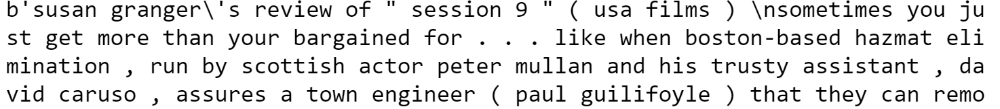 b'susan granger\'s review of " session 9 " ( usa films ) \nsometimes you ju
st get more than your bargained for . . . like when boston-based hazmat eli
mination , run by scottish actor peter mullan and his trusty assistant , da
vid caruso , assures a town engineer ( paul guilifoyle ) that they can remo